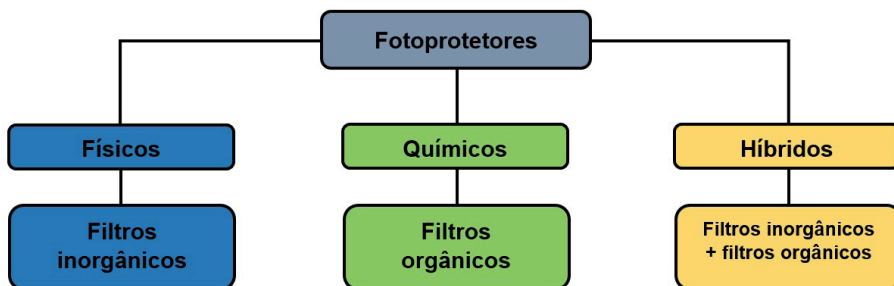 Fotoprotetores
Físicos
Químicos
Híbridos
Filtros
inorgânicos
Filtros
orgânicos
Filtros inorgânicos
+ filtros orgânicos